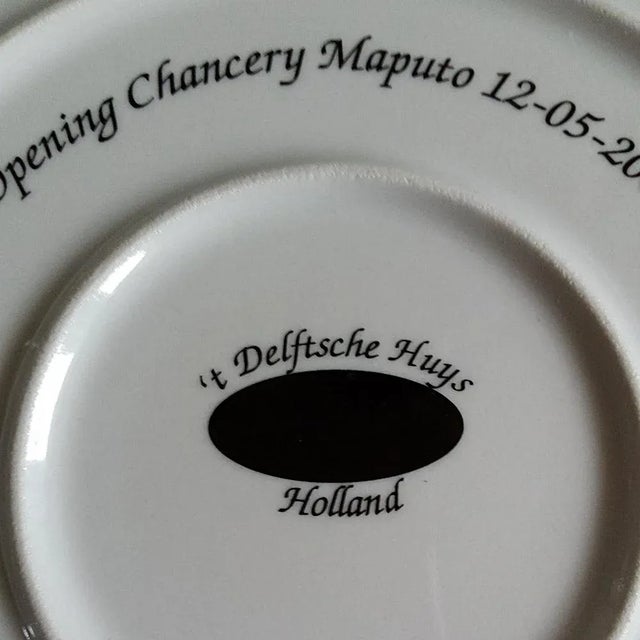 Opening Chancery Maputo 12-05-20
't Delftsche Huys
Holland